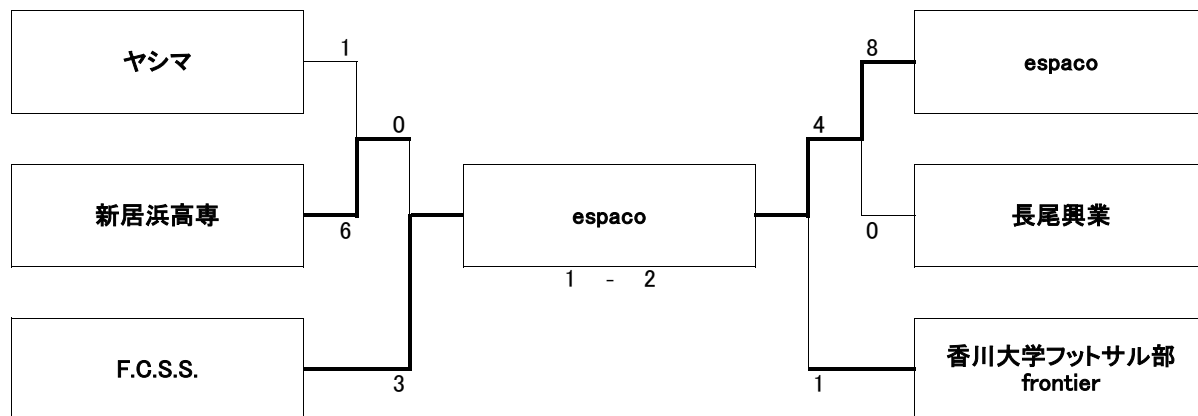 ヤシマ
1
8
espaco
0
4
新居浜高専
6
espaco
0
長尾興業
1 - 2
F.C.S.S.
3
1
香川大学フットサル部
frontier